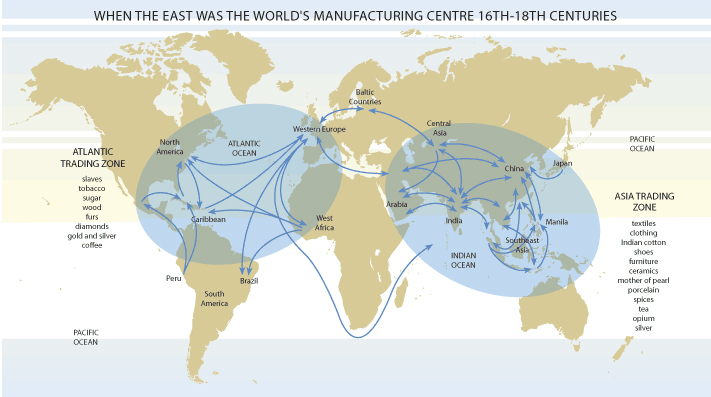 WHEN THE EAST WAS THE WORLD'S MANUFACTURING CENTRE 16TH-18TH CENTURIES
Baltic
Countries
Western Europe
Central
Asia
North
America
ATLANTIC
OCEAN
PACIFIC
OCEAN
ATLANTIC
TRADING ZONE
slaves
tobacco
sugar
wood
furs
diamonds
gold and silver
coffee
China
Japan
ASIA TRADING
ZONE
textiles
clothing
Indian cotton
shoes
furniture
ceramics
mother of pearl
porcelain
spices
tea
opium
silver
Caribbean
West
Africa
Arabia
India
Manila
Southeast
Asia
INDIAN
OCEAN
Peru
Brazil
South
America
PACIFIC
OCEAN